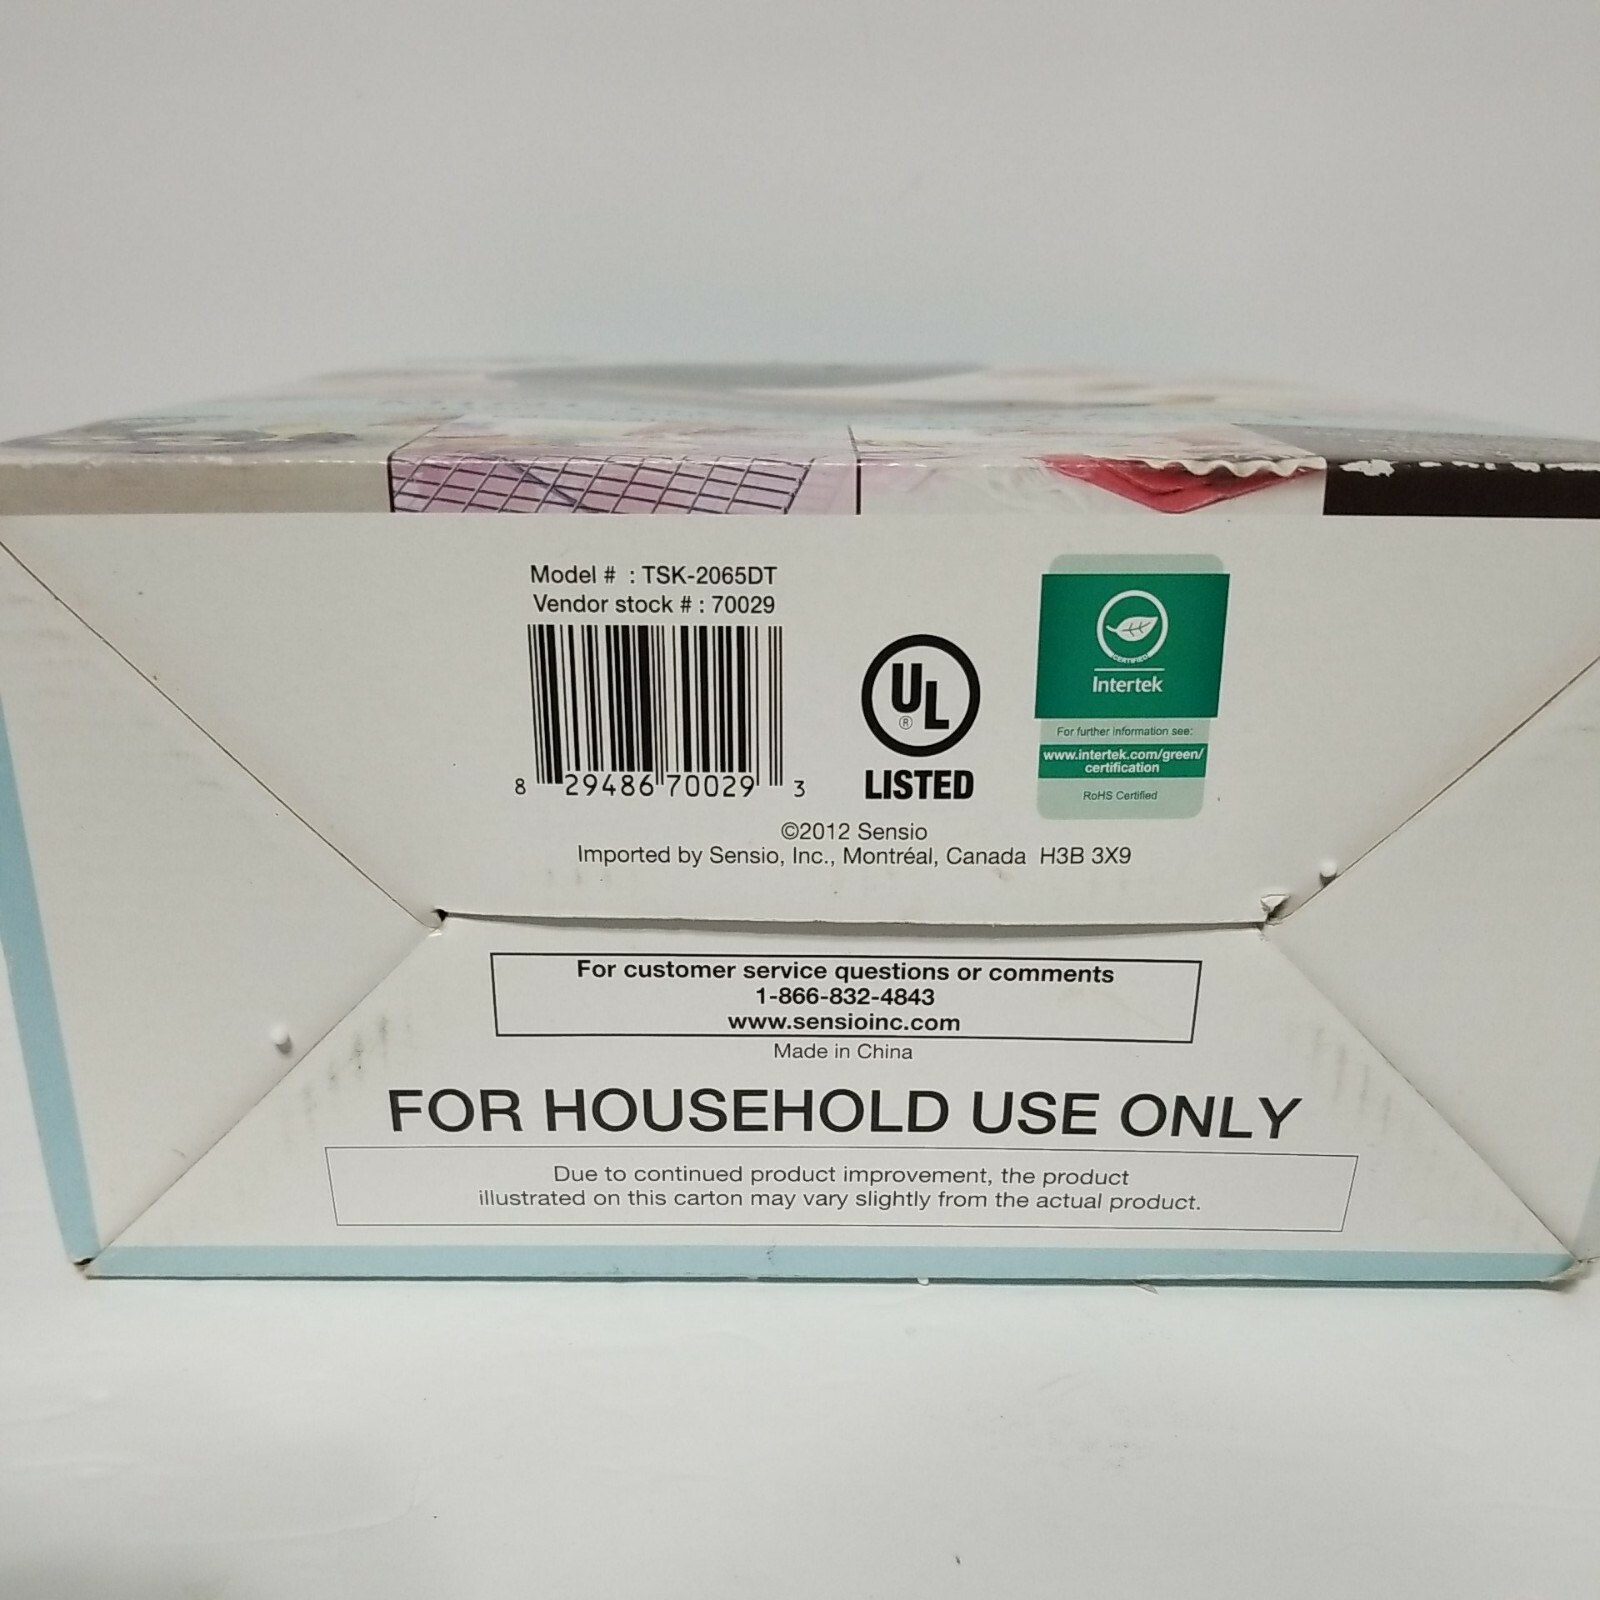 Model # : TSK-2065DT
Vendor stock # : 70029
8 29486 70029 3
UL
®
LISTED
CERTIFIED
Intertek
For further information see:
www.intertek.com/green/
certification
RoHS Certified
©2012 Sensio
Imported by Sensio, Inc., Montréal, Canada H3B 3X9
For customer service questions or comments
1-866-832-4843
www.sensioinc.com
Made in China
FOR HOUSEHOLD USE ONLY
Due to continued product improvement, the product
illustrated on this carton may vary slightly from the actual product.